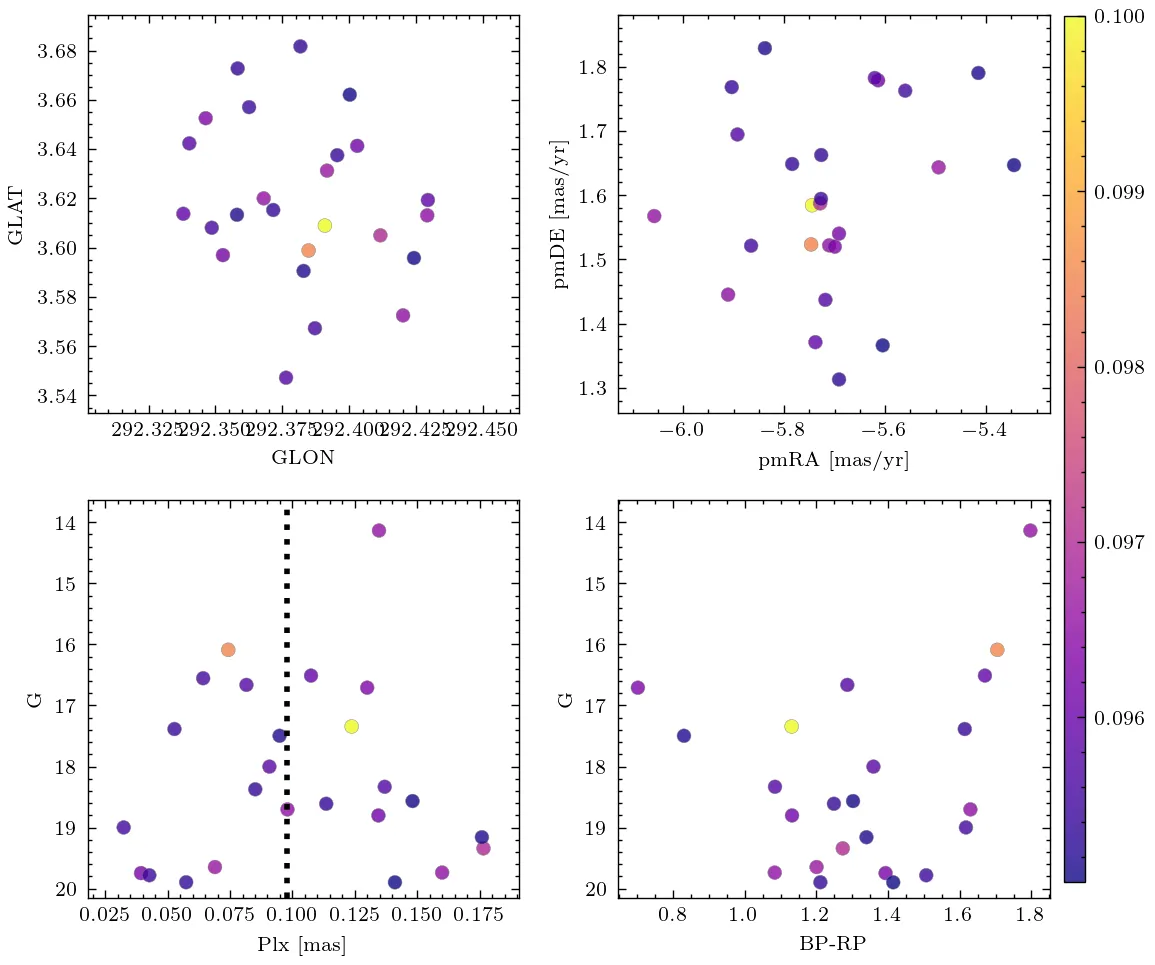 3.68
3.66
3.64
3.62
3.60
3.58
3.56
3.54
GLAT
292.325 292.350 292.375 292.400 292.425 292.450
GLON
1.8
1.7
1.6
1.5
1.4
1.3
pmDE [mas/yr]
−6.0 −5.8 −5.6 −5.4
pmRA [mas/yr]
0.100
0.099
0.098
0.097
0.096
14
15
16
17
18
19
20
G
0.025 0.050 0.075 0.100 0.125 0.150 0.175
Plx [mas]
14
15
16
17
18
19
20
G
0.8 1.0 1.2 1.4 1.6 1.8
BP-RP